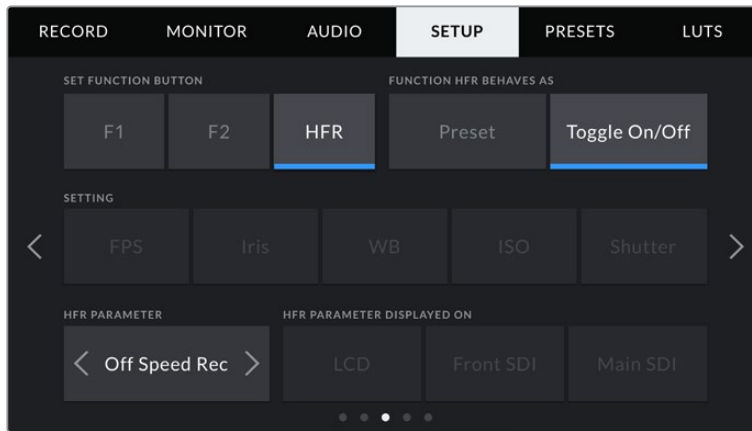 RECORD MONITOR AUDIO SETUP PRESETS LUTS
SET FUNCTION BUTTON FUNCTION HFR BEHAVES AS
F1 F2 HFR Preset Toggle On/Off
SETTING
FPS Iris WB ISO Shutter
HFR PARAMETER HFR PARAMETER DISPLAYED ON
Off Speed Rec LCD Front SDI Main SDI